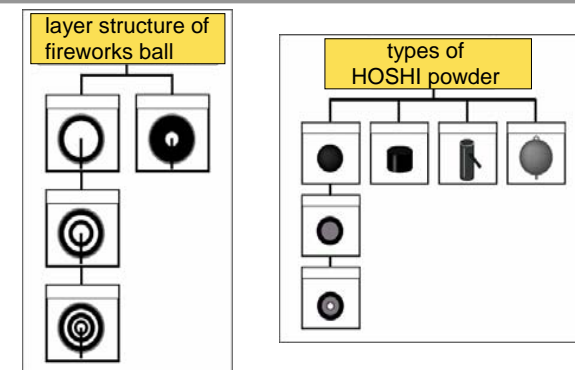 layer structure of
fireworks ball
types of
HOSHI powder